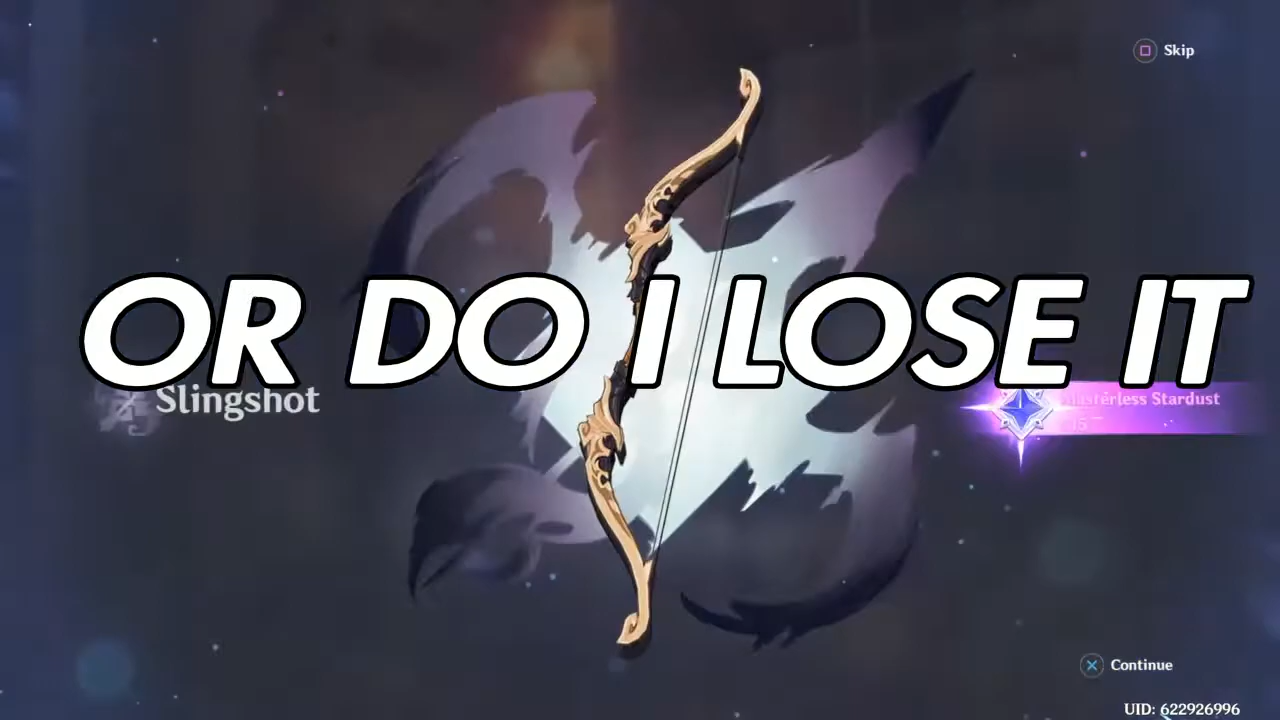 Skip
OR DO I LOSE IT
Slingshot
Masterless Stardust
Continue
UID: 622926996